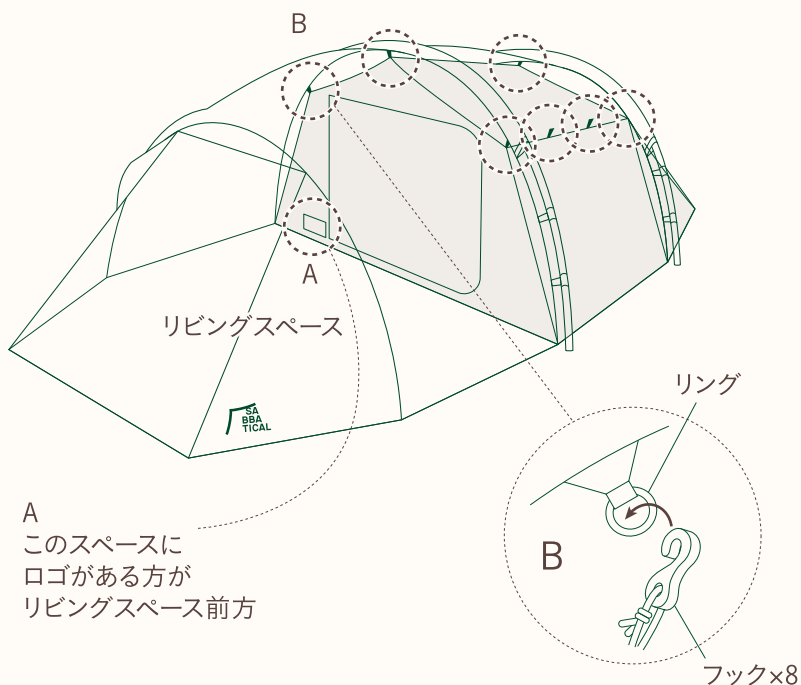 B
A
リビングスペース
SA
BBA
TICAL
リング
A
このスペースに
ロゴがある方が
リビングスペース前方
B
フック×8